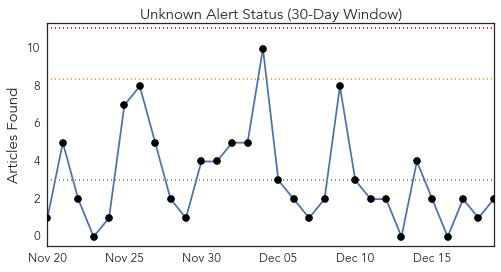 Unknown Alert Status (30-Day Window)
Articles Found
10
8
6
4
2
0
Nov 20 Nov 25 Nov 30 Dec 05 Dec 10 Dec 15